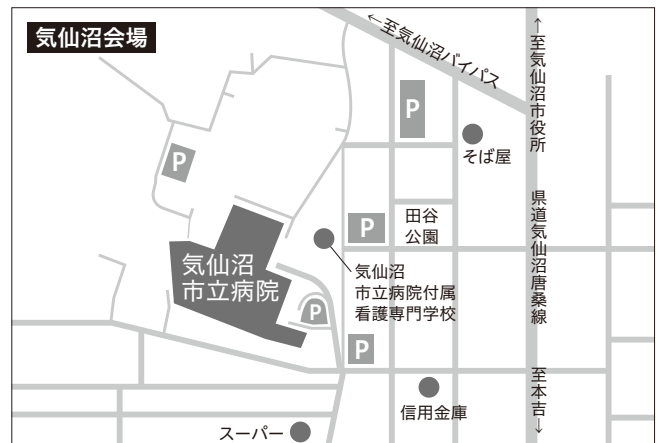 気仙沼会場
←至気仙沼バイパス
↑至気仙沼市役所
P
そば屋
P
県道気仙沼唐桑線
田谷
公園
P
気仙沼
市立病院
気仙沼
市立病院付属
看護専門学校
P
P
至本吉↓
信用金庫
スーパー